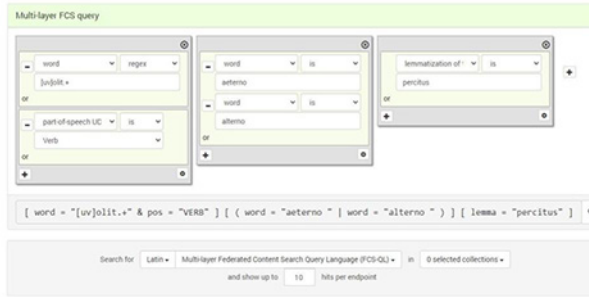 Multi-layer FCS query
word regex
[uv]olit.+
or
part-of-speech UD is
Verb
or
word is
aeterno
word is
alterno
or
lemmatization of is
percitus
or
[ word = "[uv]olit.+" & pos = "VERB" ] [ ( word = "aeterno " | word = "alterno " ) ] [ lemma = "percitus" ]
Search for Latin Multi-layer Federated Content Search Query Language (FCS-QL) in 0 selected collections
and show up to 10 hits per endpoint